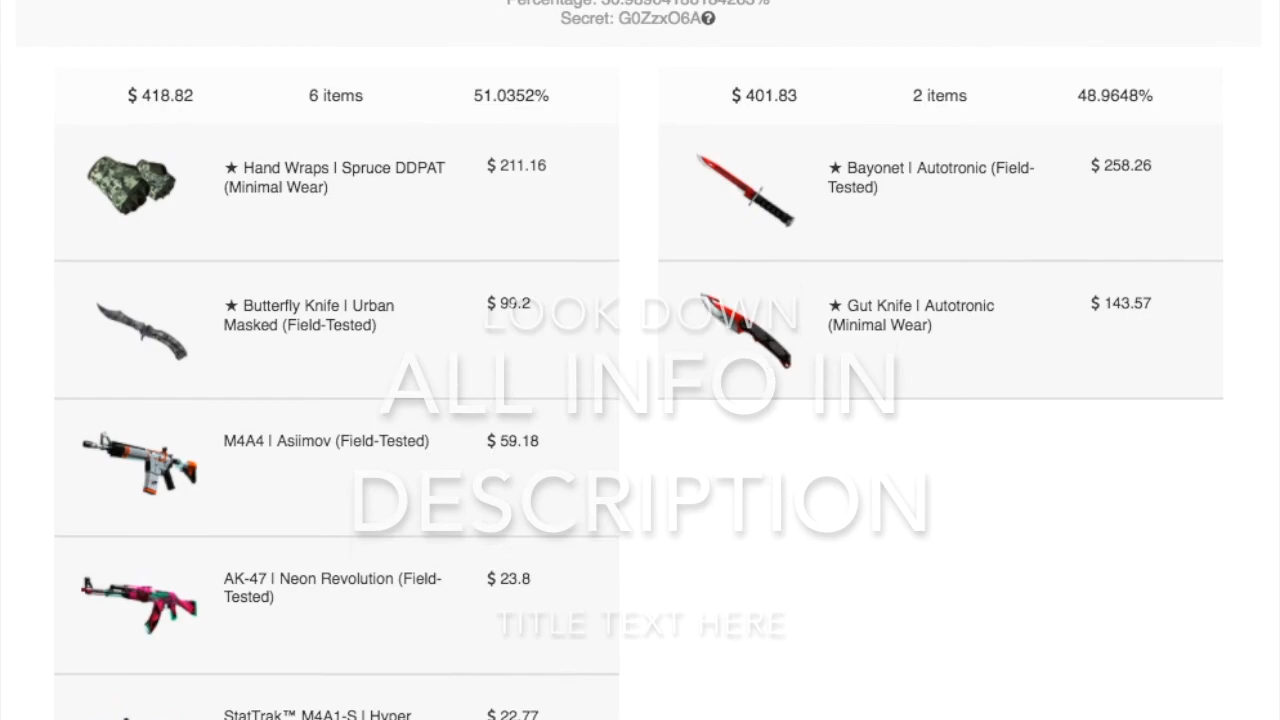 Secret: G0ZzxO6A
$ 418.82 6 items 51.0352%
$ 401.83 2 items 48.9648%
★ Hand Wraps | Spruce DDPAT (Minimal Wear) $ 211.16
★ Bayonet | Autotronic (Field-Tested) $ 258.26
★ Butterfly Knife | Urban Masked (Field-Tested) $ 99.2
★ Gut Knife | Autotronic (Minimal Wear) $ 143.57
M4A4 | Asiimov (Field-Tested) $ 59.18
AK-47 | Neon Revolution (Field-Tested) $ 23.8
StatTrak™ M4A1-S | Hyper $ 22.77
LOOK DOWN
ALL INFO IN
DESCRIPTION
TITLE TEXT HERE